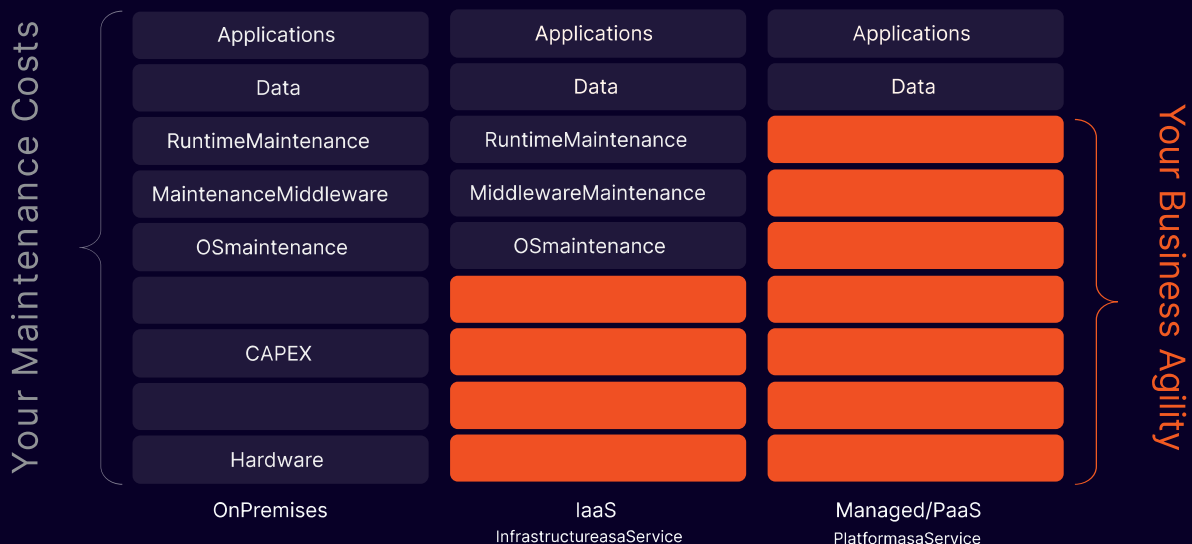 Your Maintenance Costs
Applications
Data
RuntimeMaintenance
MaintenanceMiddleware
OSmaintenance
CAPEX
Hardware
OnPremises
Applications
Data
RuntimeMaintenance
MiddlewareMaintenance
OSmaintenance
IaaS
InfrastructureasaService
Applications
Data
Managed/PaaS
PlatformasaService
Your Business Agility